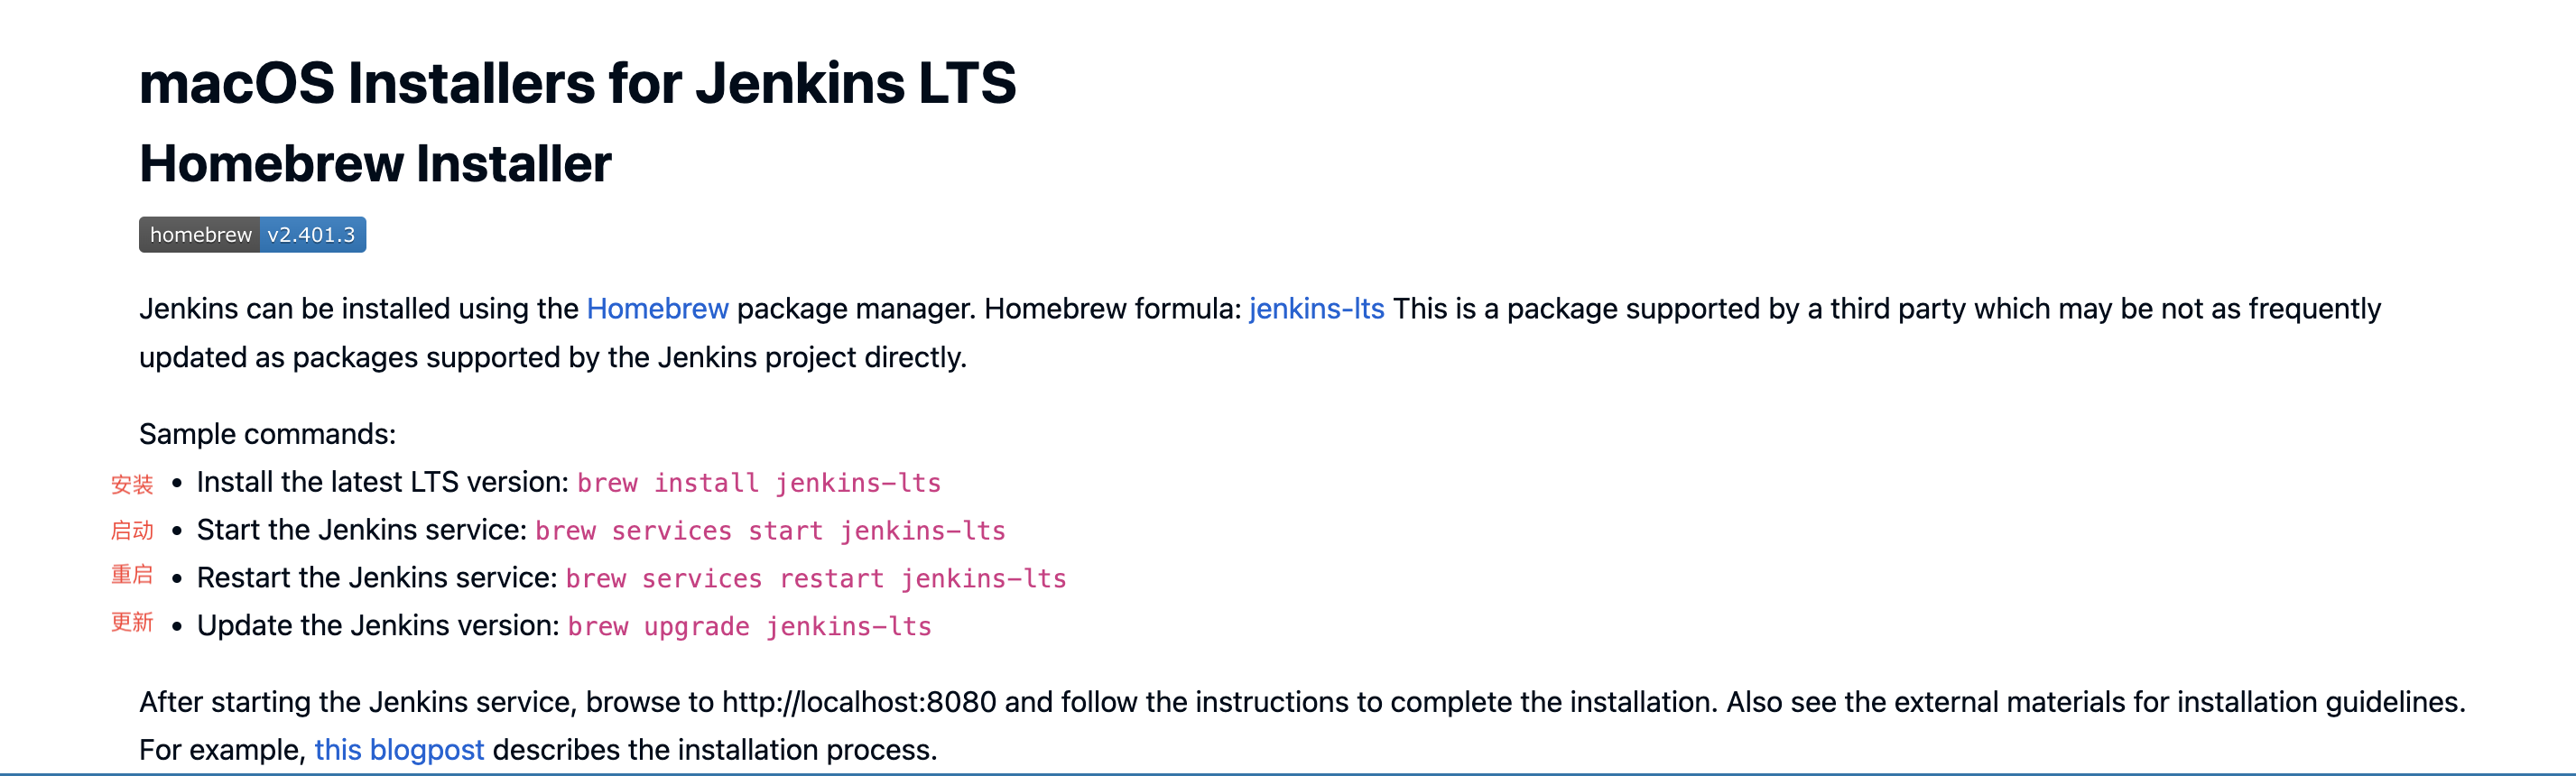 macOS Installers for Jenkins LTS
Homebrew Installer
homebrew v2.401.3
Jenkins can be installed using the Homebrew package manager. Homebrew formula: jenkins-lts This is a package supported by a third party which may be not as frequently
updated as packages supported by the Jenkins project directly.
Sample commands:
安装 • Install the latest LTS version: brew install jenkins-lts
启动 • Start the Jenkins service: brew services start jenkins-lts
重启 • Restart the Jenkins service: brew services restart jenkins-lts
更新 • Update the Jenkins version: brew upgrade jenkins-lts
After starting the Jenkins service, browse to http://localhost:8080 and follow the instructions to complete the installation. Also see the external materials for installation guidelines.
For example, this blogpost describes the installation process.